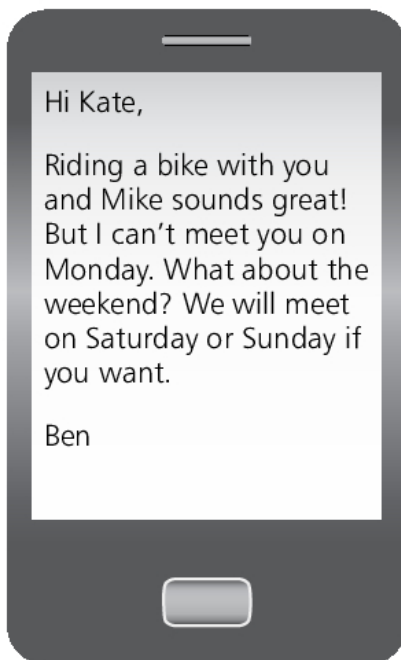 Hi Kate,
Riding a bike with you
and Mike sounds great!
But I can't meet you on
Monday. What about the
weekend? We will meet
on Saturday or Sunday if
you want.
Ben